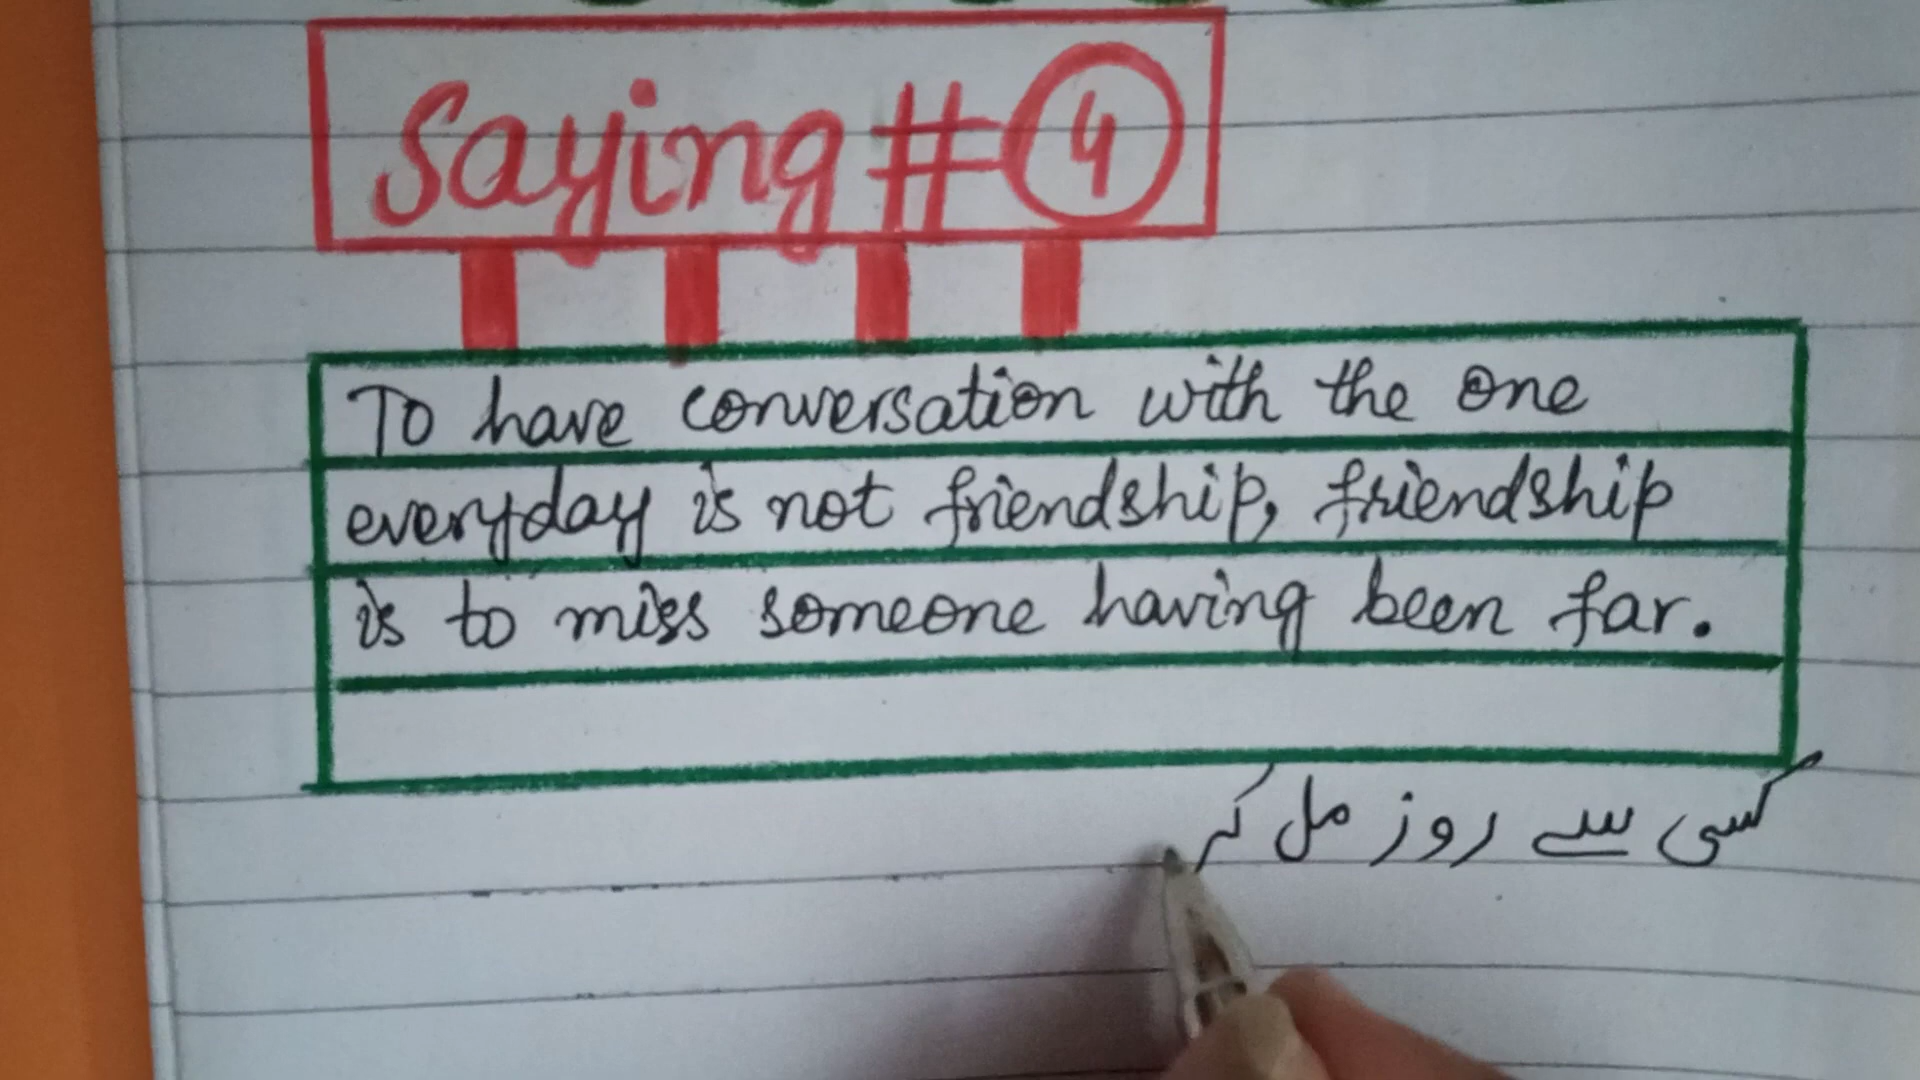 Saying # 4
To have conversation with the one
everyday is not friendship, friendship
is to miss someone having been far.
کسی سے روز مل کر